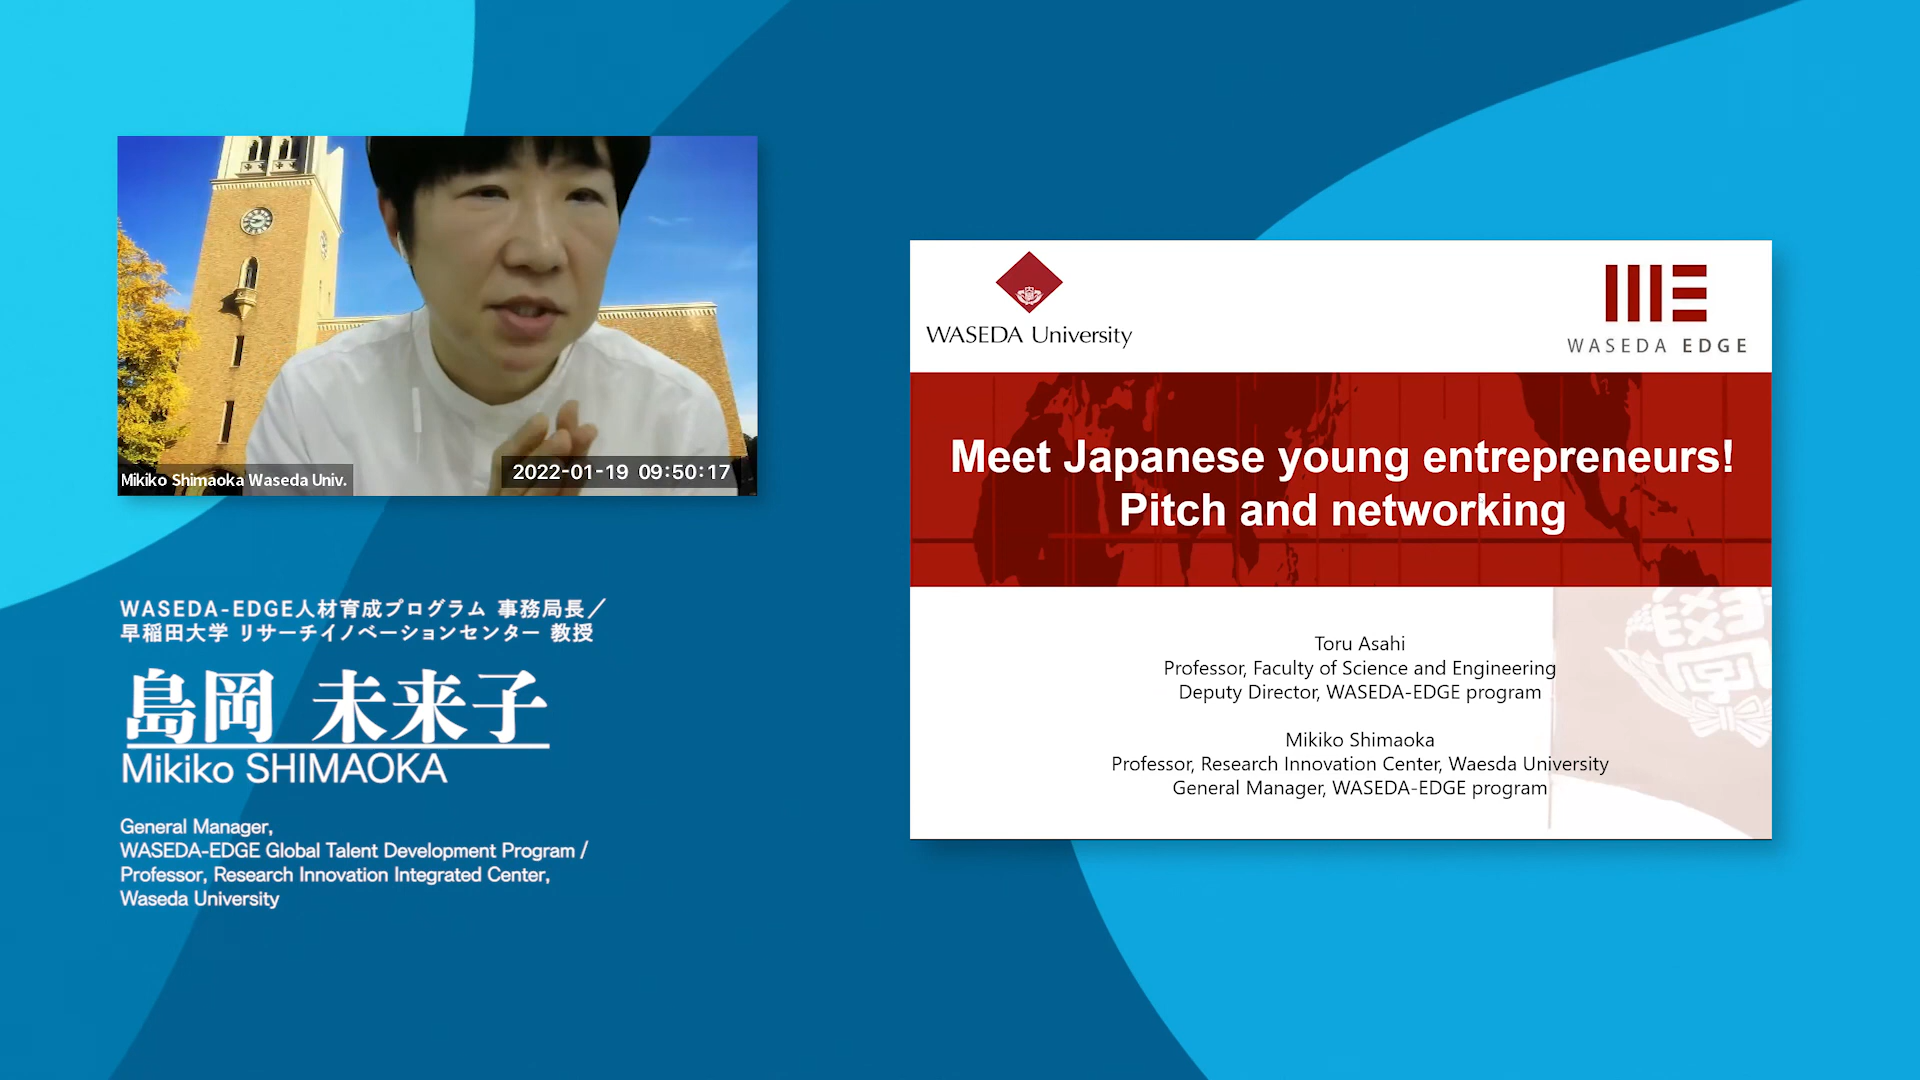 Mikiko Shimaoka Waseda Univ.
2022-01-19 09:50:17
WASEDA-EDGE人材育成プログラム 事務局長／
早稲田大学 リサーチイノベーションセンター 教授
島岡 未来子
Mikiko SHIMAOKA
General Manager,
WASEDA-EDGE Global Talent Development Program /
Professor, Research Innovation Integrated Center,
Waseda University
WASEDA University
WASEDA EDGE
Meet Japanese young entrepreneurs!
Pitch and networking
Toru Asahi
Professor, Faculty of Science and Engineering
Deputy Director, WASEDA-EDGE program
Mikiko Shimaoka
Professor, Research Innovation Center, Waesda University
General Manager, WASEDA-EDGE program